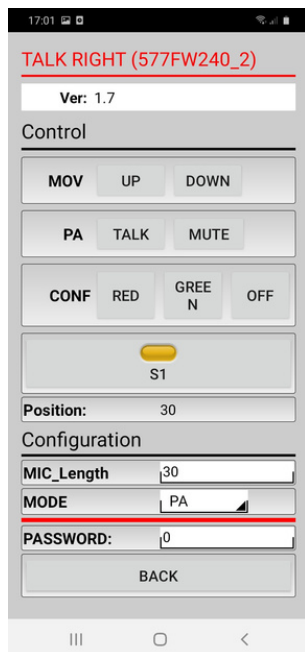 17:01
TALK RIGHT (577FW240_2)
Ver: 1.7
Control
MOV UP DOWN
PA TALK MUTE
CONF RED GREE
N OFF
S1
Position: 30
Configuration
MIC_Length 30
MODE PA
PASSWORD: 0
BACK